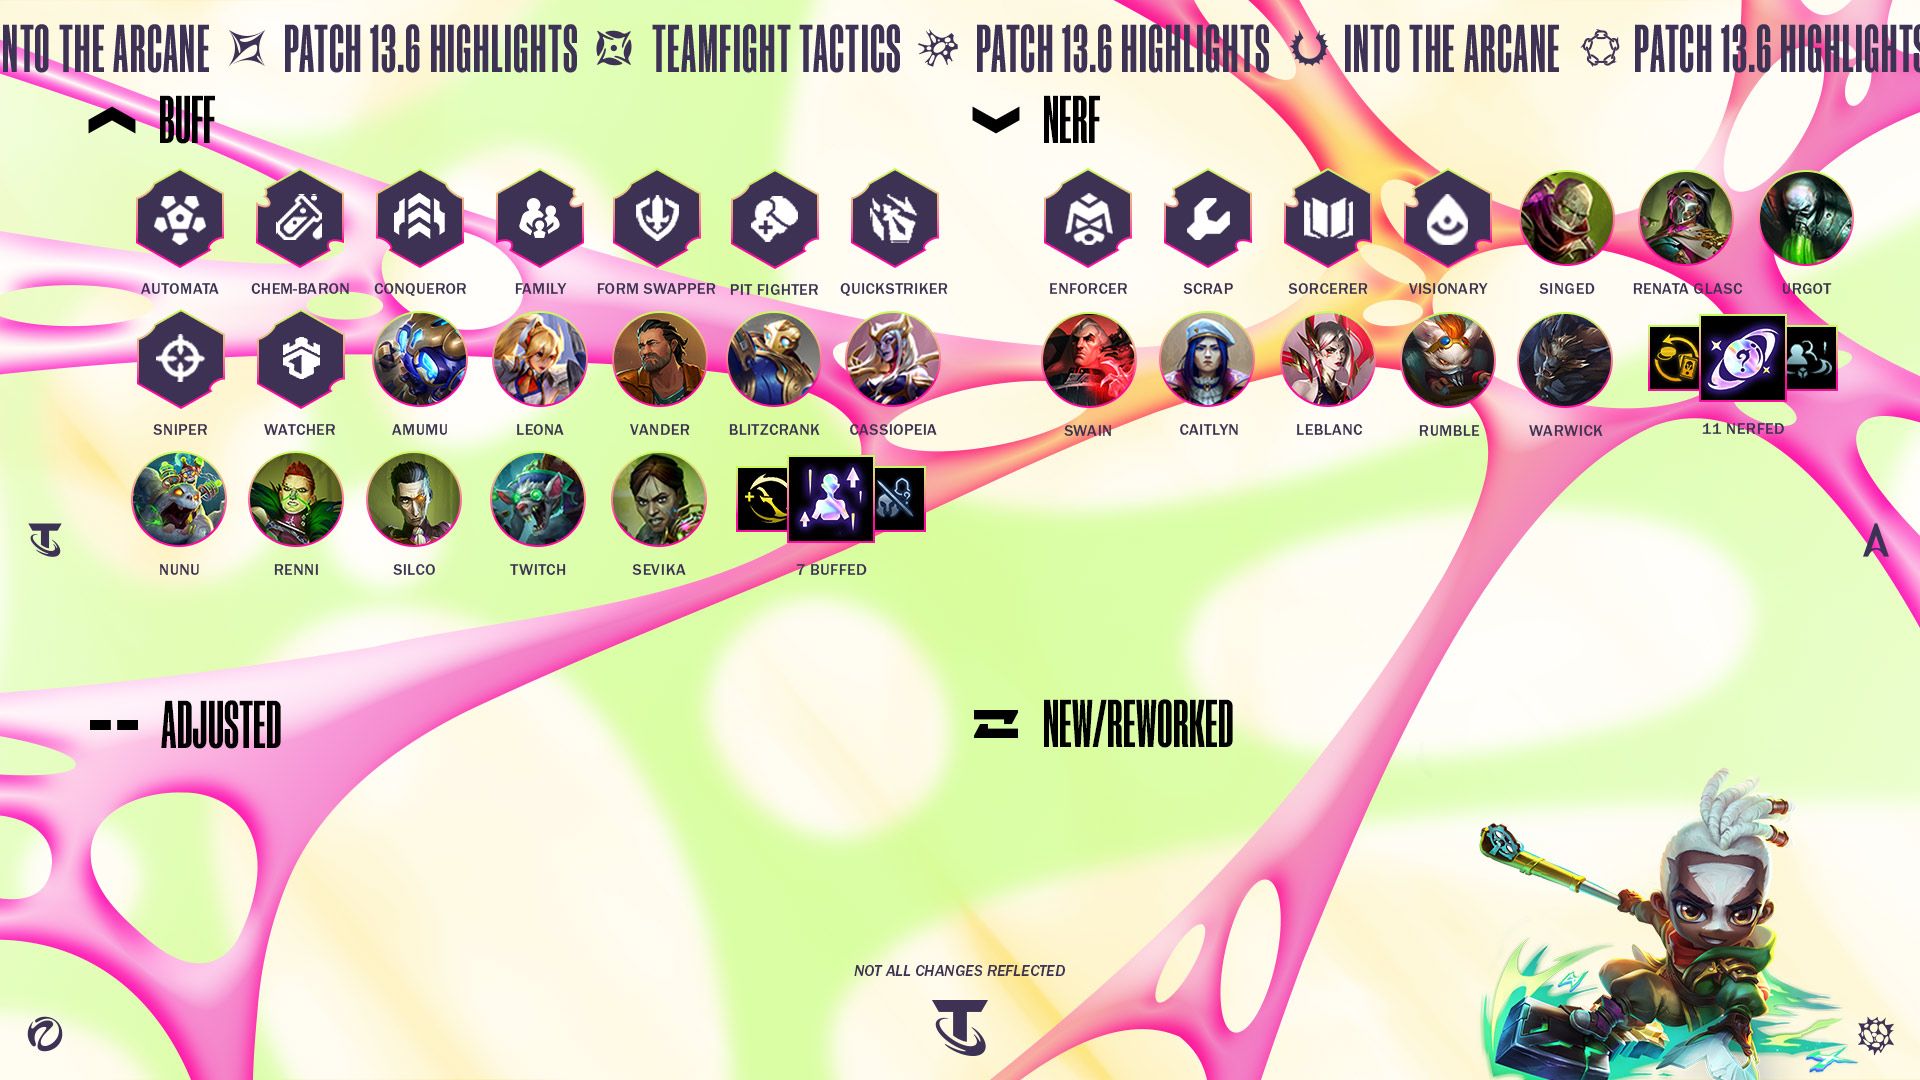 NTO THE ARCANE PATCH 13.6 HIGHLIGHTS TEAMFIGHT TACTICS PATCH 13.6 HIGHLIGHTS INTO THE ARCANE PATCH 13.6 HIGHLIGHTS
BUFF
AUTOMATA CHEM-BARON CONQUEROR FAMILY FORM SWAPPER PIT FIGHTER QUICKSTRIKER
SNIPER WATCHER AMUMU LEONA VANDER BLITZCRANK CASSIOPEIA
NUNU RENNI SILCO TWITCH SEVIKA 7 BUFFED
NERF
ENFORCER SCRAP SORCERER VISIONARY SINGED RENATA GLASC URGOT
SWAIN CAITLYN LEBLANC RUMBLE WARWICK 11 NERFED
ADJUSTED
NEW/REWORKED
NOT ALL CHANGES REFLECTED